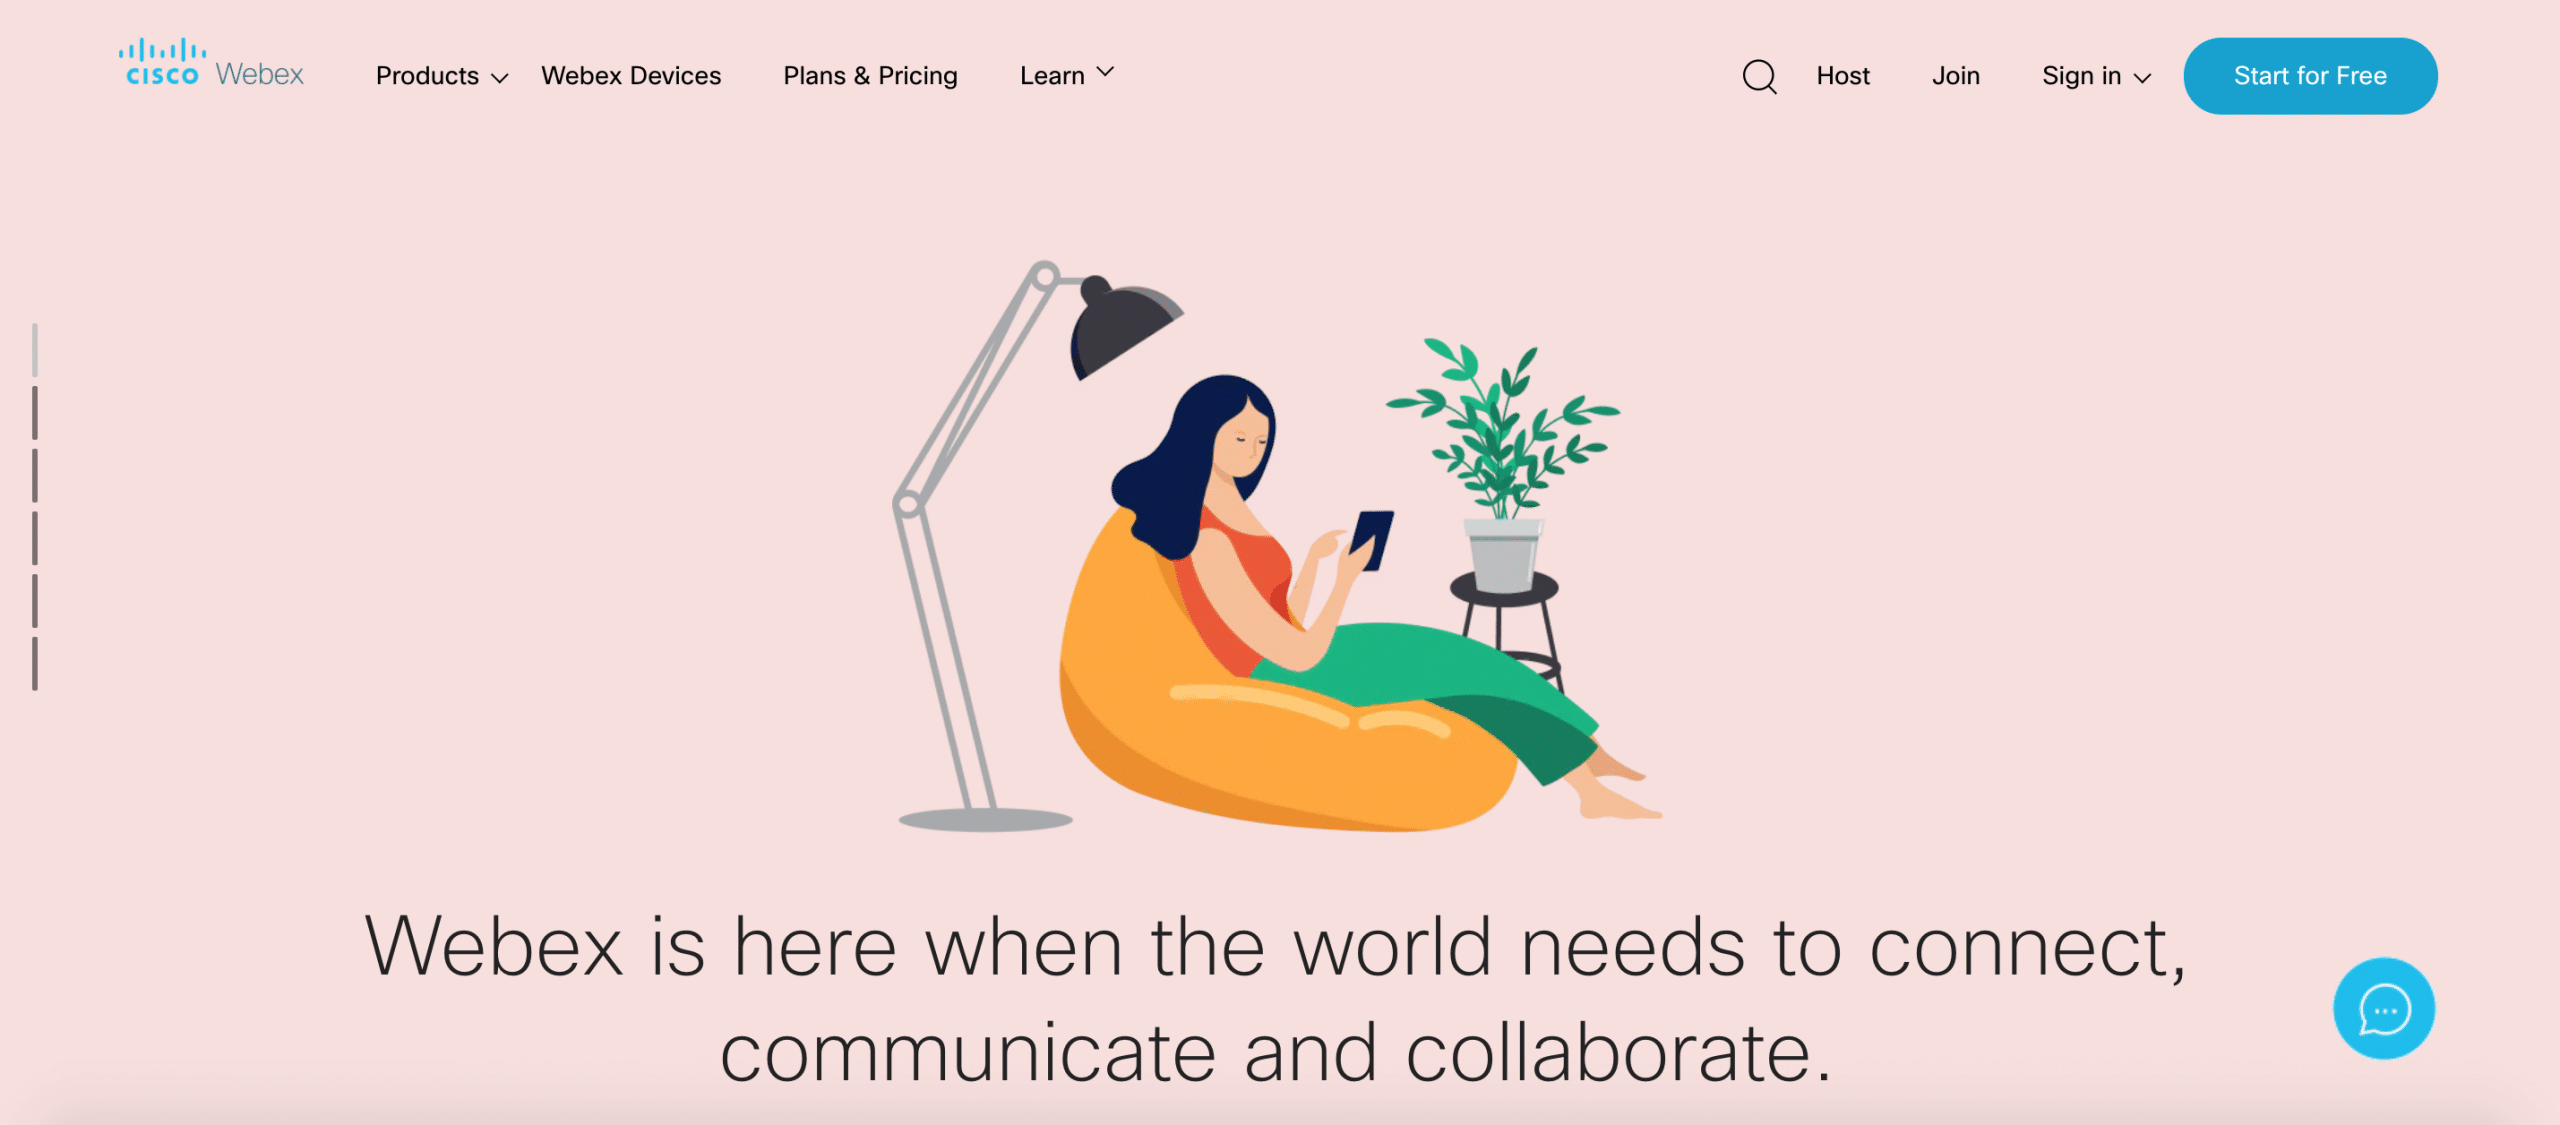 CISCO Webex
Products
Webex Devices
Plans & Pricing
Learn
Host
Join
Sign in
Start for Free
Webex is here when the world needs to connect,
communicate and collaborate.